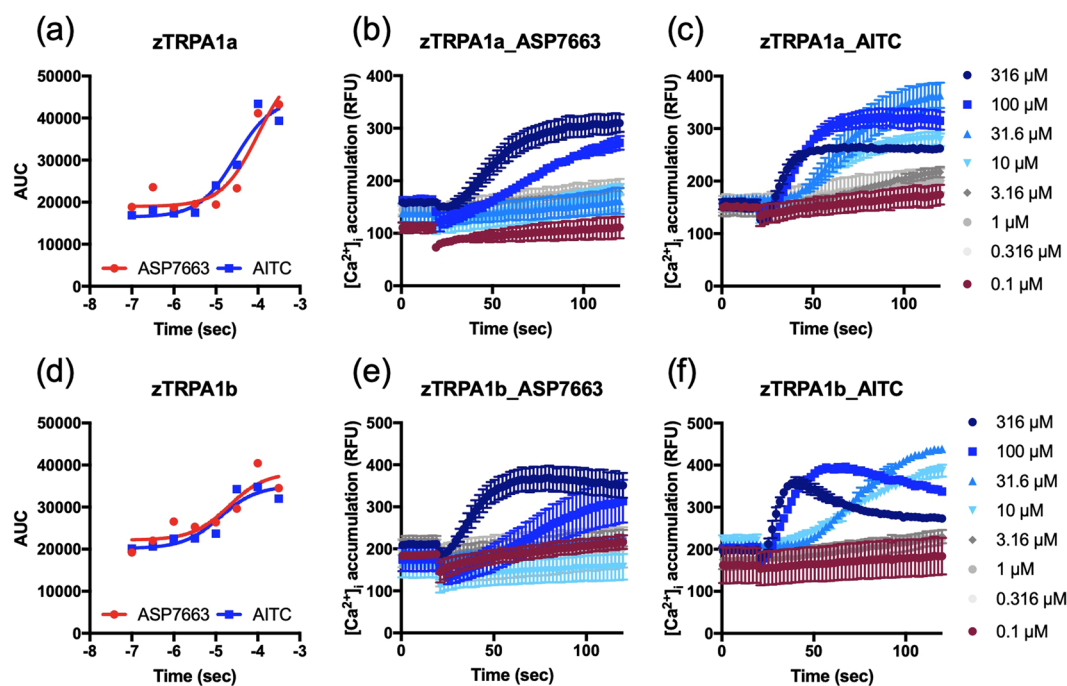 (a)
zTRPA1a
50000
40000
30000
20000
10000
0
AUC
ASP7663
AITC
-8 -7 -6 -5 -4 -3
Time (sec)
(b)
zTRPA1a_ASP7663
400
300
200
100
0
[Ca²⁺]ᵢ accumulation (RFU)
0 50 100
Time (sec)
(c)
zTRPA1a_AITC
400
300
200
100
0
[Ca²⁺]ᵢ accumulation (RFU)
0 50 100
Time (sec)
316 µM
100 µM
31.6 µM
10 µM
3.16 µM
1 µM
0.316 µM
0.1 µM
(d)
zTRPA1b
50000
40000
30000
20000
10000
0
AUC
ASP7663
AITC
-8 -7 -6 -5 -4 -3
Time (sec)
(e)
zTRPA1b_ASP7663
500
400
300
200
100
0
[Ca²⁺]ᵢ accumulation (RFU)
0 50 100
Time (sec)
(f)
zTRPA1b_AITC
500
400
300
200
100
0
[Ca²⁺]ᵢ accumulation (RFU)
0 50 100
Time (sec)
316 µM
100 µM
31.6 µM
10 µM
3.16 µM
1 µM
0.316 µM
0.1 µM